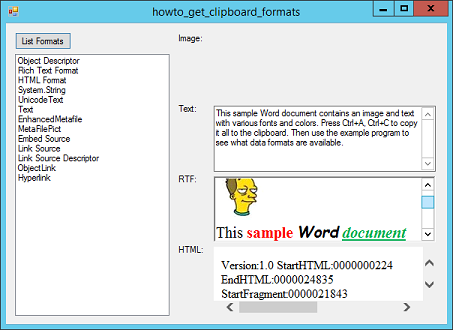 howto_get_clipboard_formats
List Formats
Object Descriptor
Rich Text Format
HTML Format
System.String
UnicodeText
Text
EnhancedMetafile
MetaFilePict
Embed Source
Link Source
Link Source Descriptor
ObjectLink
Hyperlink
Image:
Text:
This sample Word document contains an image and text
with various fonts and colors. Press Ctrl+A, Ctrl+C to copy
it all to the clipboard. Then use the example program to
see what data formats are available.
RTF:
This sample Word document
HTML:
Version:1.0 StartHTML:0000000224
EndHTML:0000024835
StartFragment:0000021843